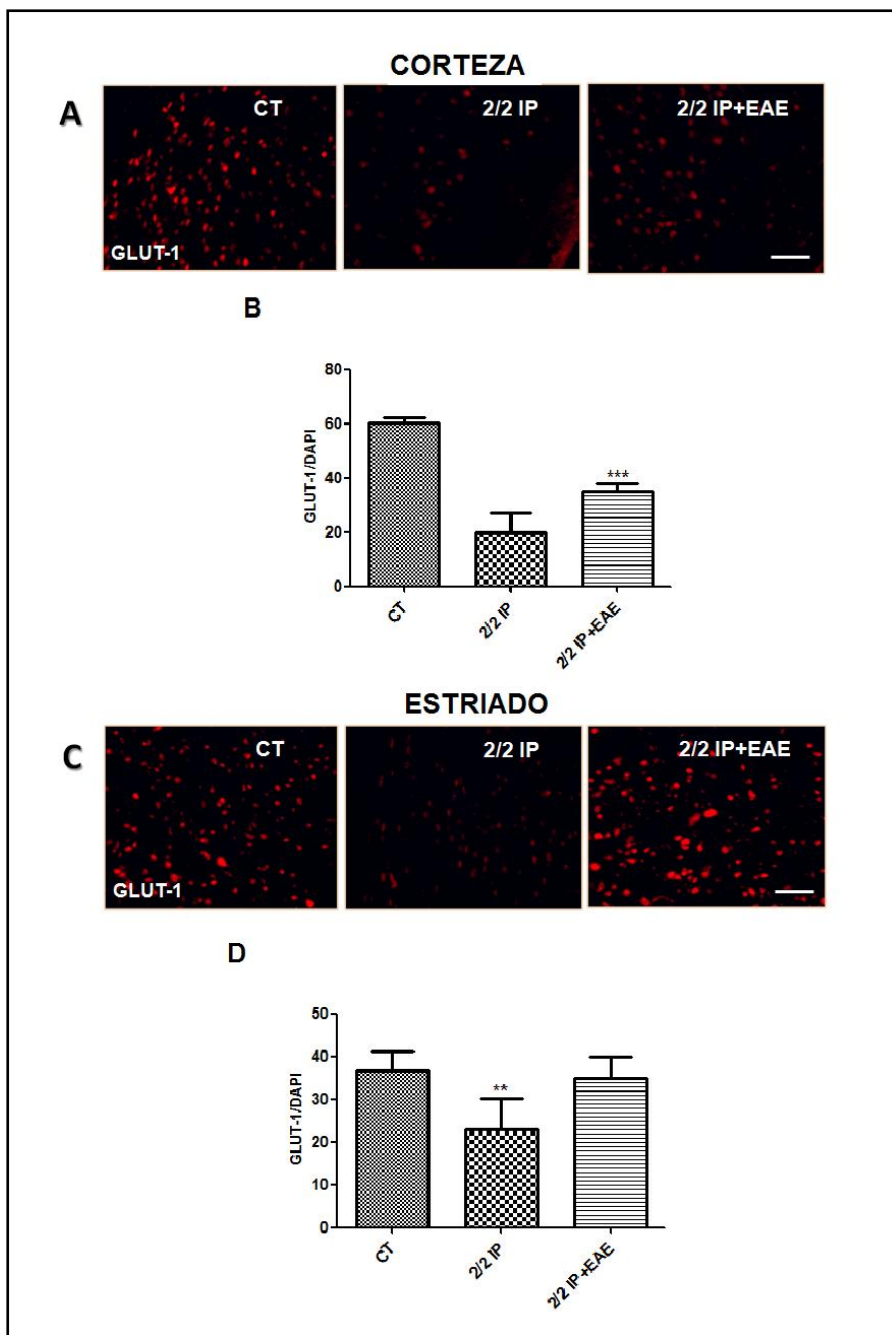 CORTEZA
A
CT
2/2 IP
2/2 IP+EAE
GLUT-1
B
80
60
40
20
0
GLUT-1/DAPI
***
CT
2/2 IP
2/2 IP+EAE
ESTRIADO
C
CT
2/2 IP
2/2 IP+EAE
GLUT-1
D
50
40
30
20
10
0
GLUT-1/DAPI
**
CT
2/2 IP
2/2 IP+EAE